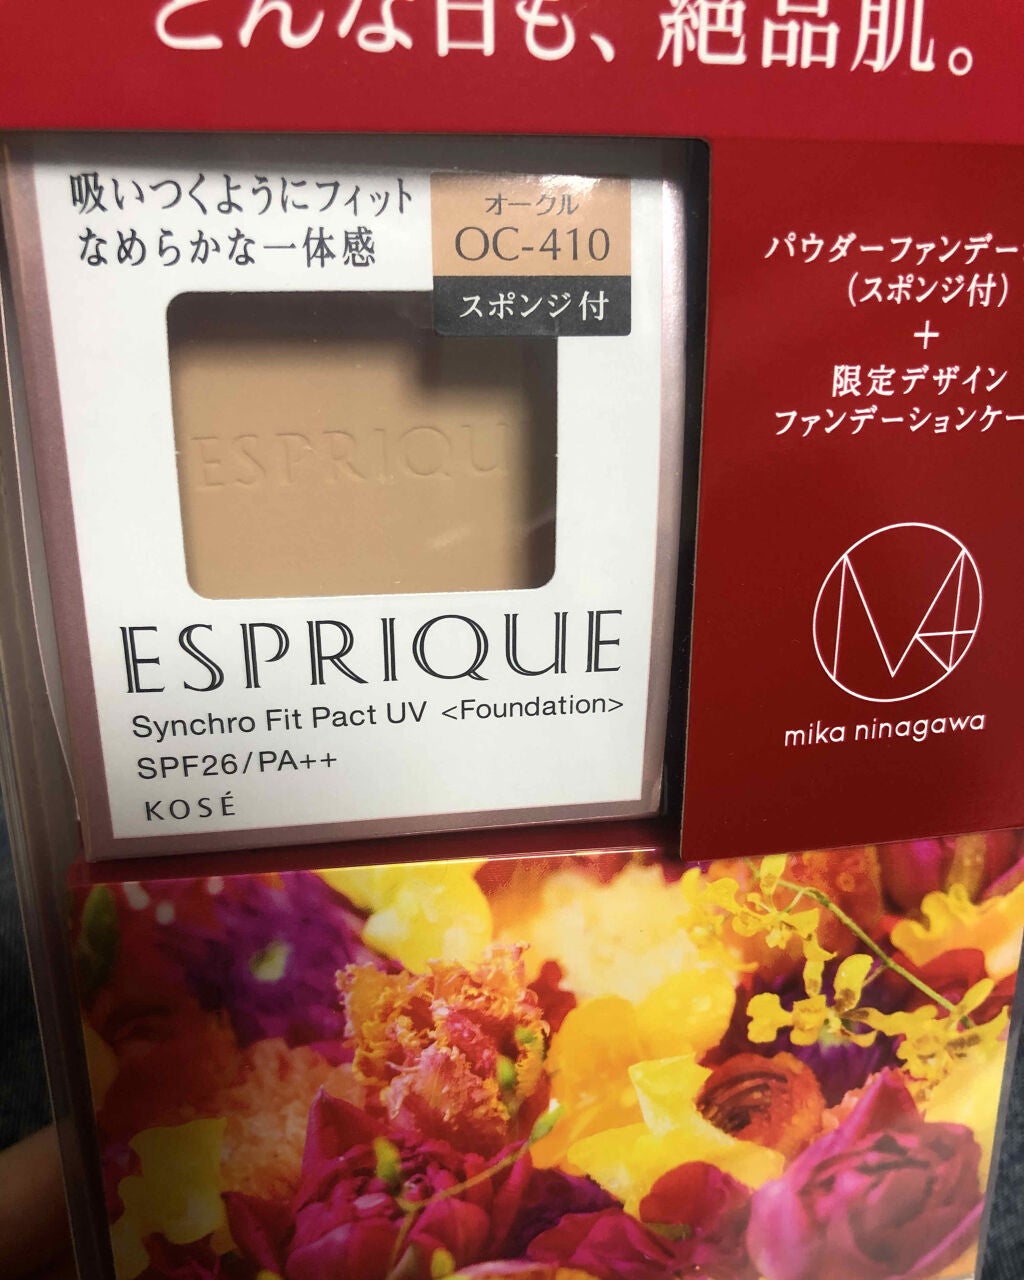 どんな日も、絶品肌。
吸いつくようにフィット
なめらかな一体感
オークル
OC-410
スポンジ付
ESPRIQU
ESPRIQUE
Synchro Fit Pact UV <Foundation>
SPF26/PA++
KOSÉ
パウダーファンデー
(スポンジ付)
+
限定デザイン
ファンデーションケー
M
mika ninagawa